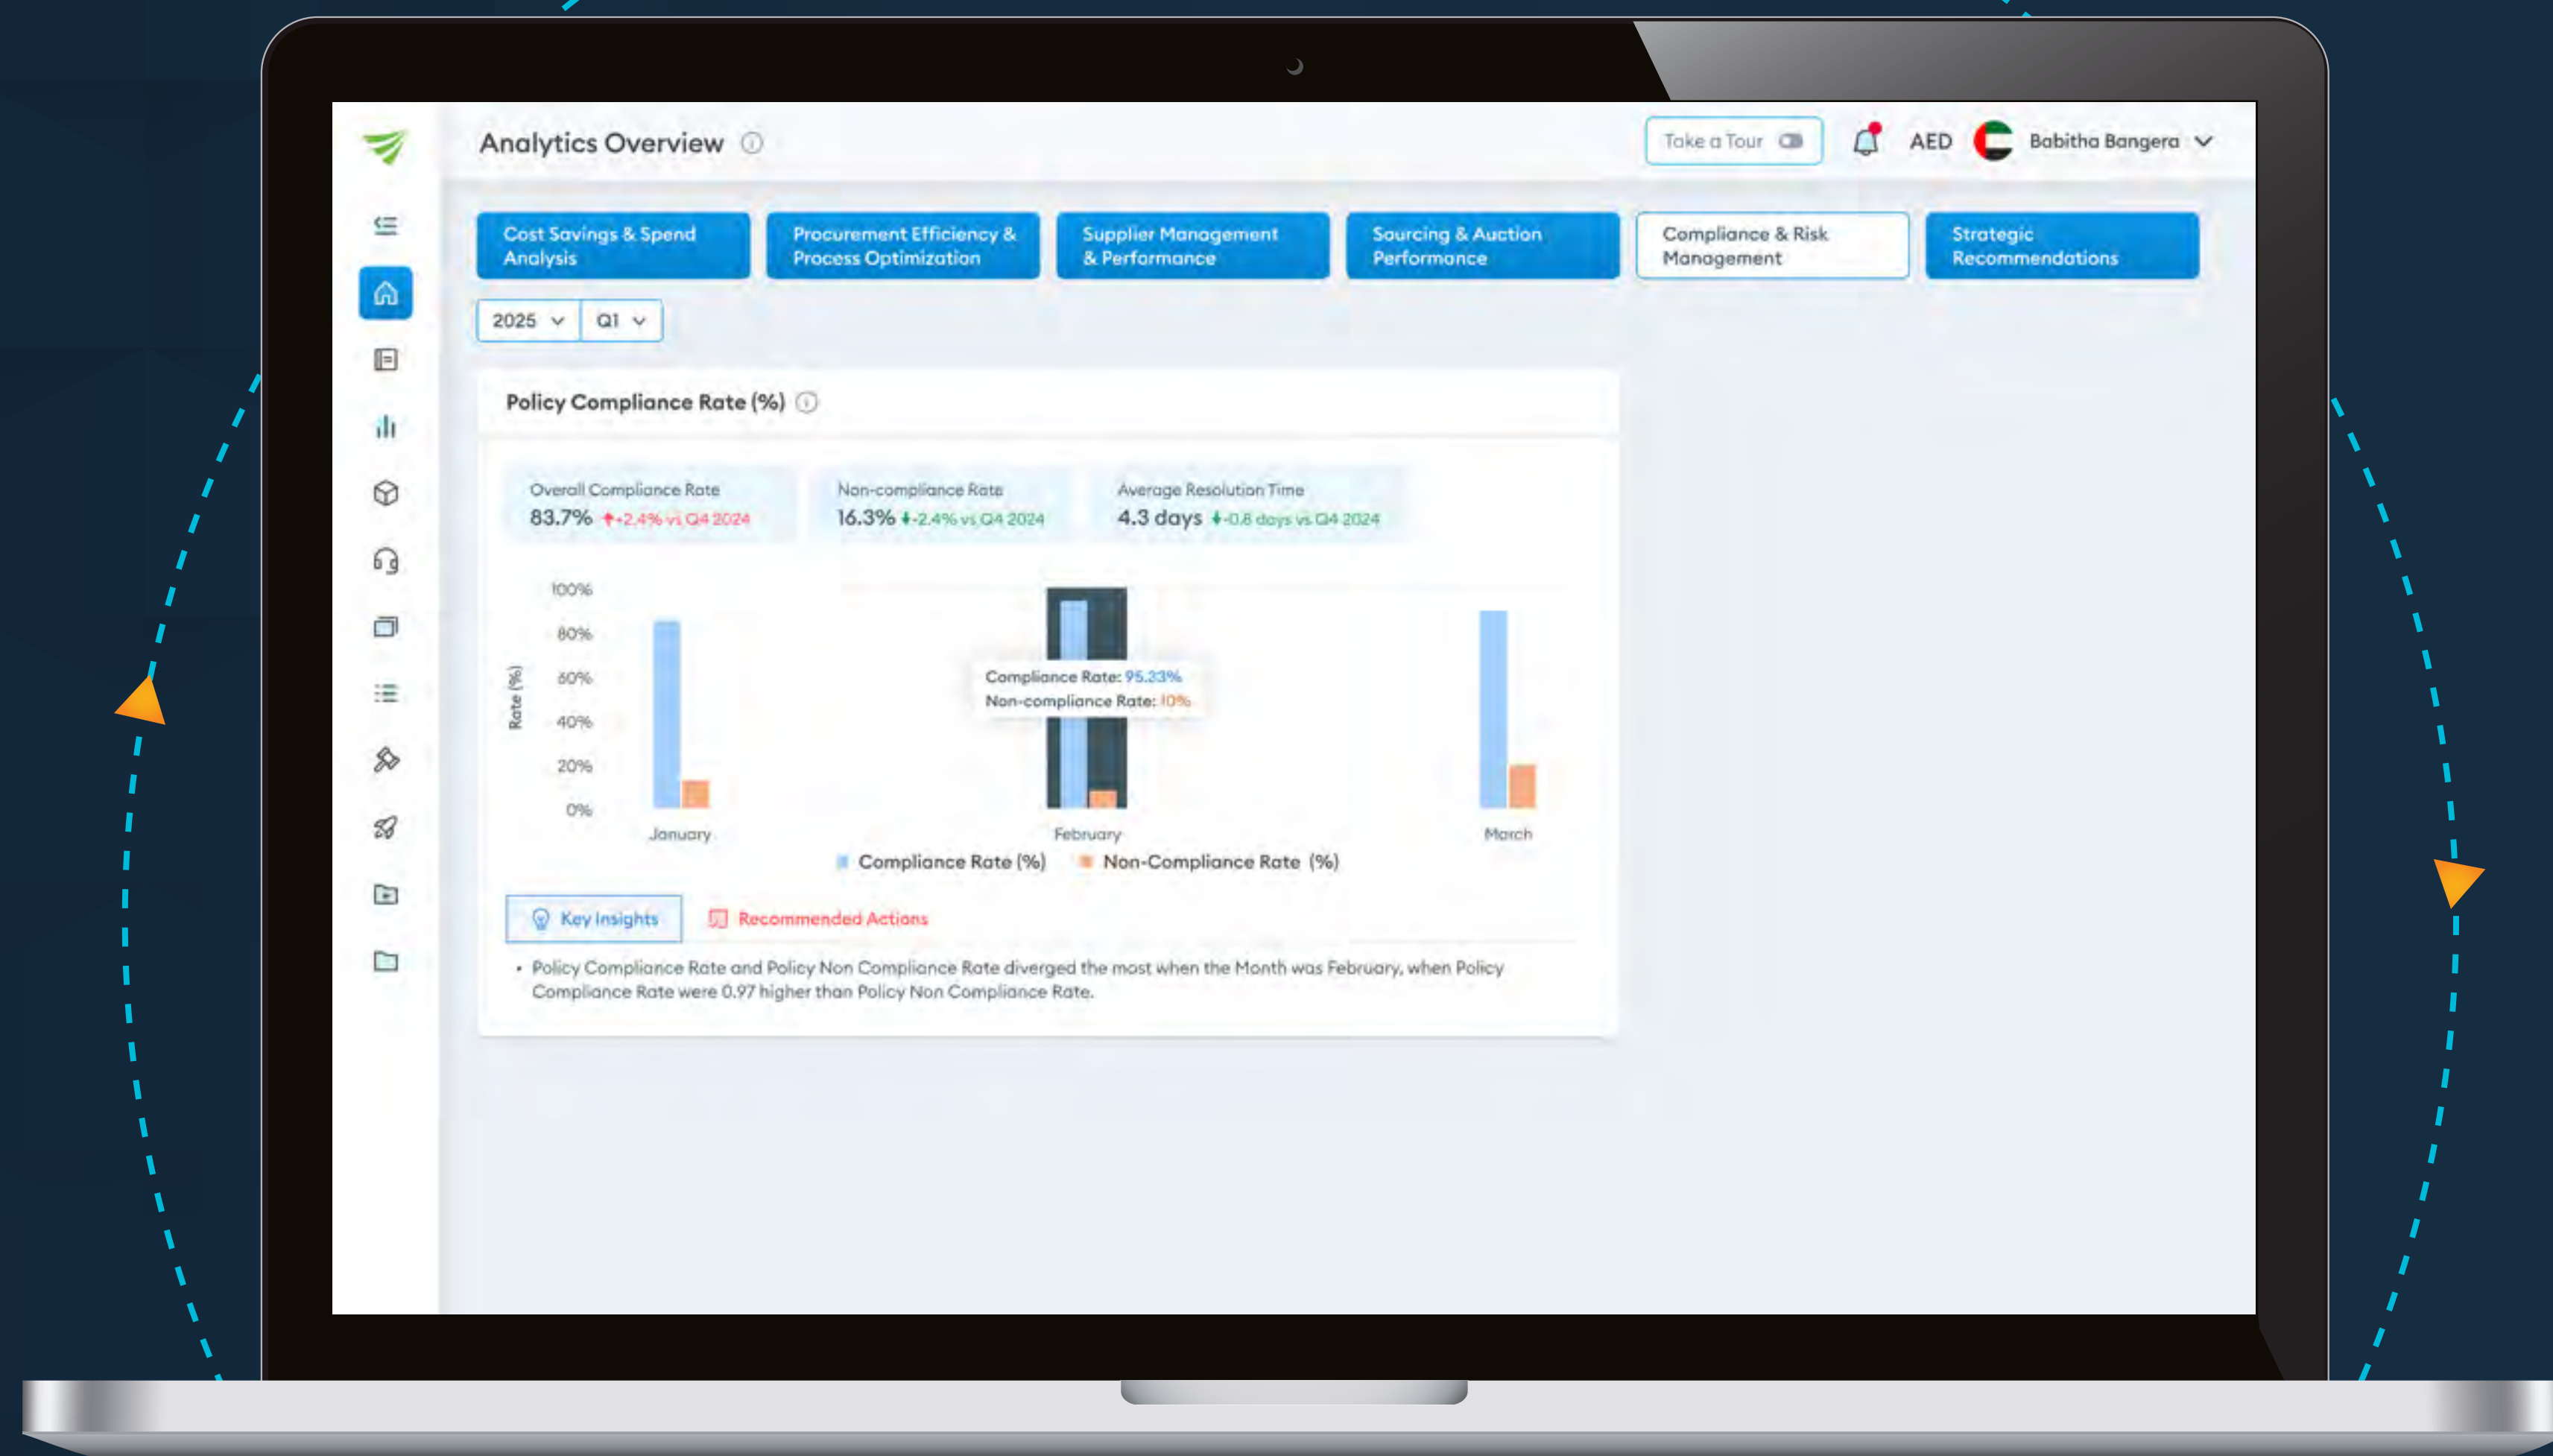 Analytics Overview
Take a Tour
AED
Babitha Bangera
Cost Savings & Spend
Analysis
Procurement Efficiency &
Process Optimization
Supplier Management
& Performance
Sourcing & Auction
Performance
Compliance & Risk
Management
Strategic
Recommendations
2025
Q1
Policy Compliance Rate (%)
Overall Compliance Rate
83.7% +2.4% vs Q4 2024
Non-compliance Rate
16.3% -2.4% vs Q4 2024
Average Resolution Time
4.3 days -0.8 days vs Q4 2024
Rate (%)
100%
80%
60%
40%
20%
0%
Compliance Rate: 95.23%
Non-compliance Rate: 10%
January
February
March
Compliance Rate (%)
Non-Compliance Rate (%)
Key Insights
Recommended Actions
• Policy Compliance Rate and Policy Non Compliance Rate diverged the most when the Month was February, when Policy
Compliance Rate were 0.97 higher than Policy Non Compliance Rate.